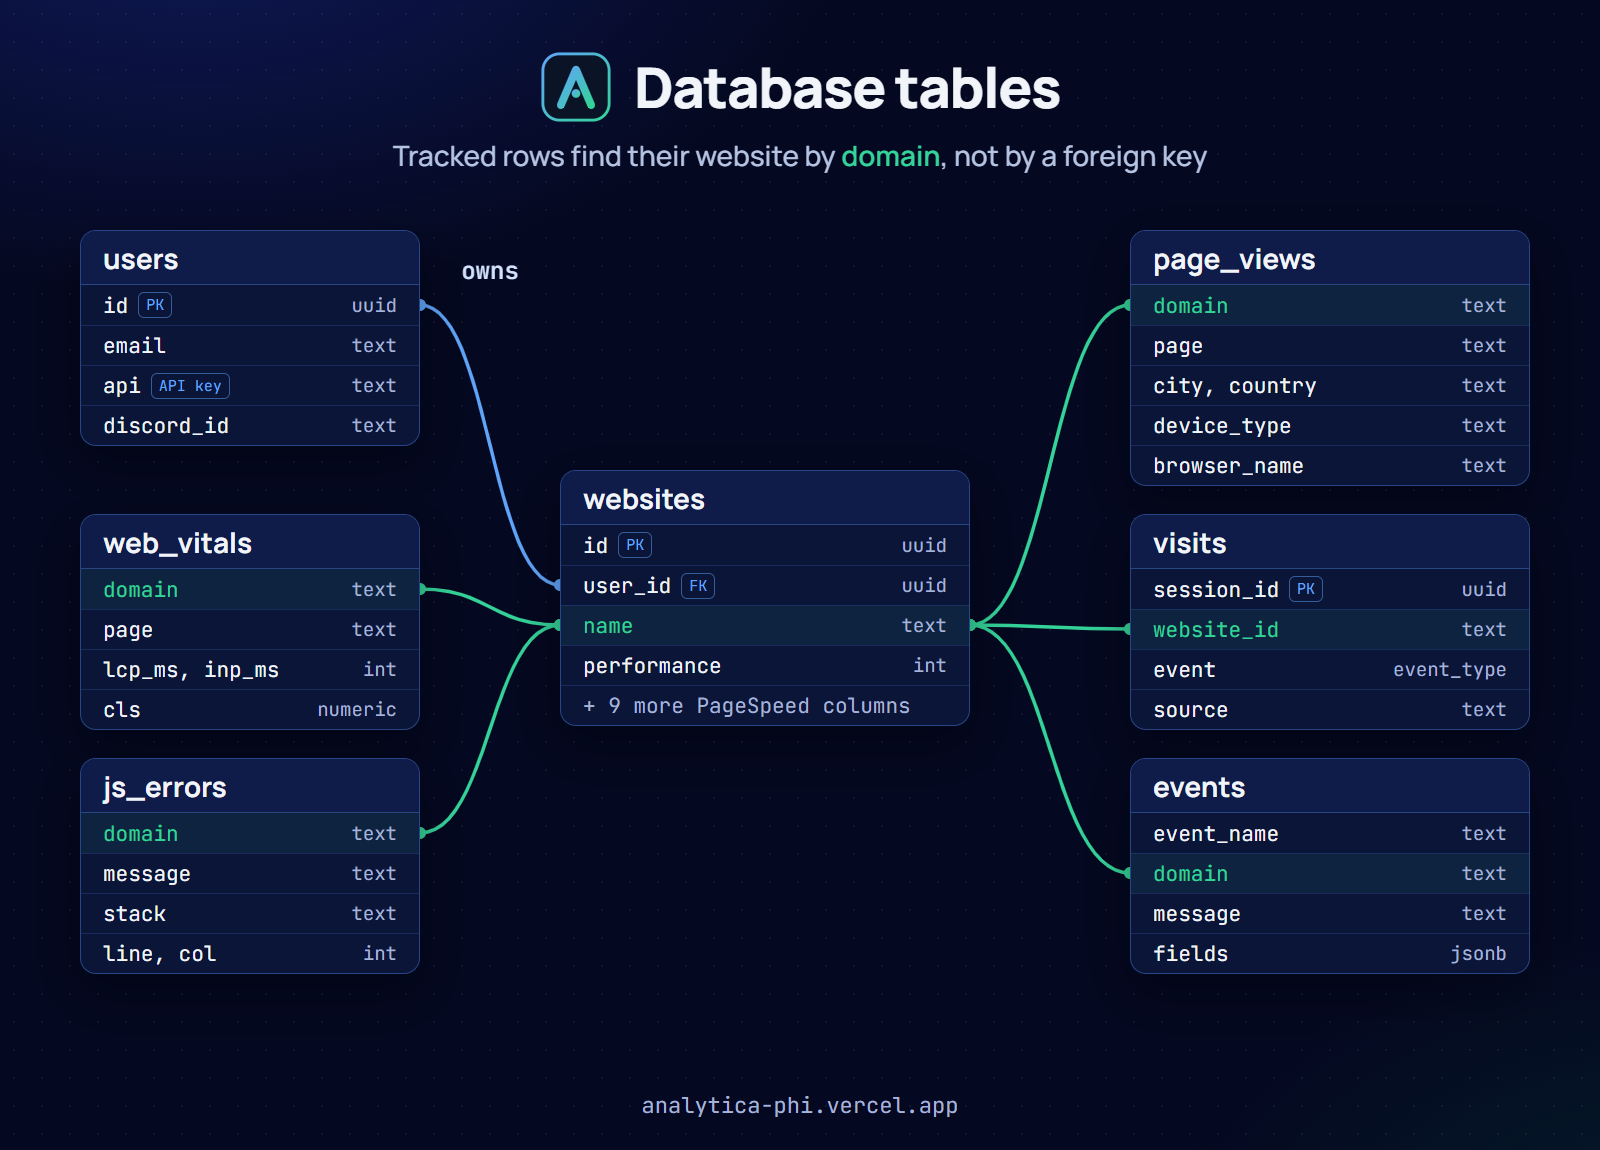 Database tables
Tracked rows find their website by domain, not by a foreign key
users
id PK uuid
email text
api API key text
discord_id text
owns
web_vitals
domain text
page text
lcp_ms, inp_ms int
cls numeric
js_errors
domain text
message text
stack text
line, col int
websites
id PK uuid
user_id FK uuid
name text
performance int
+ 9 more PageSpeed columns
page_views
domain text
page text
city, country text
device_type text
browser_name text
visits
session_id PK uuid
website_id text
event event_type
source text
events
event_name text
domain text
message text
fields jsonb
analytica-phi.vercel.app